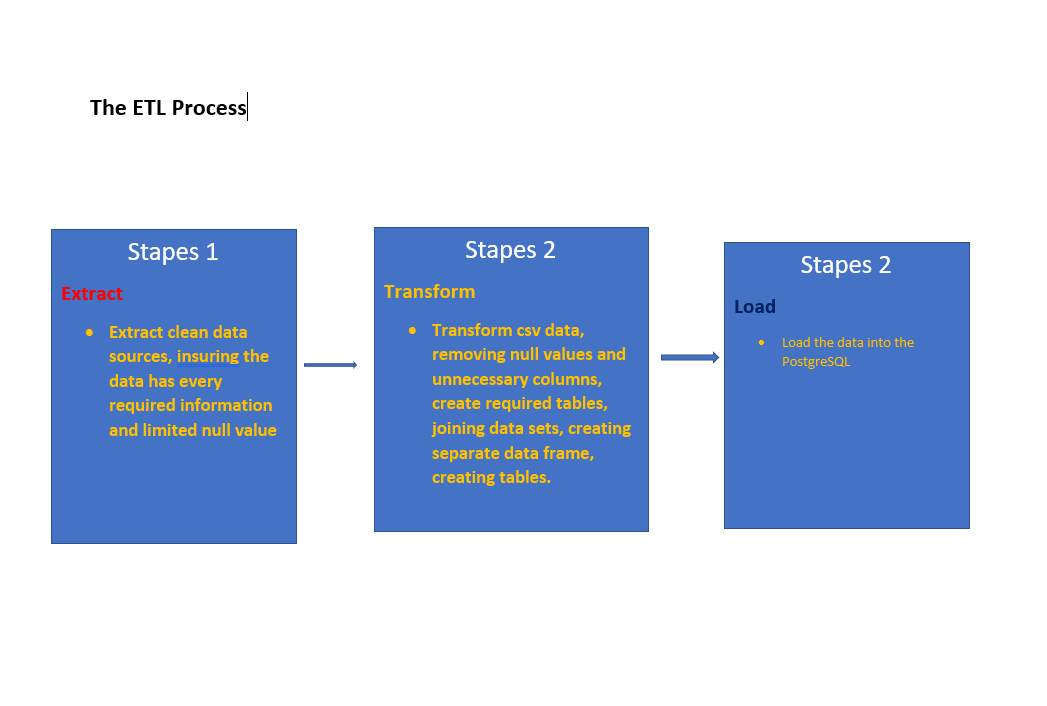 The ETL Process
Stapes 1
Extract
Extract clean data
sources, insuring the
data has every
required information
and limited null value
Stapes 2
Transform
Transform csv data,
removing null values and
unnecessary columns,
create required tables,
joining data sets, creating
separate data frame,
creating tables.
Stapes 2
Load
Load the data into the
PostgreSQL